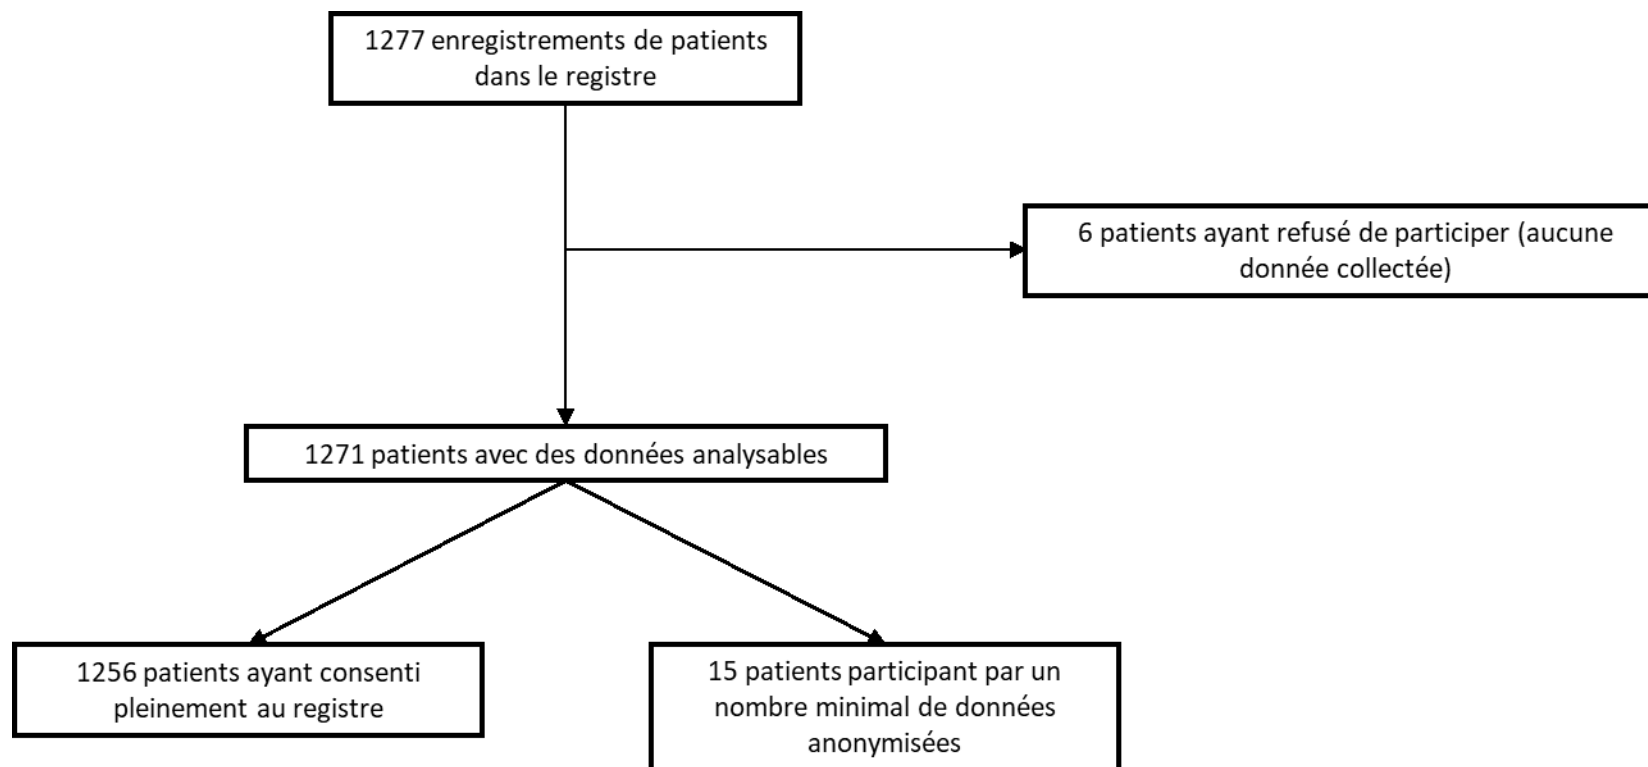 1277 enregistrements de patients
dans le registre
6 patients ayant refusé de participer (aucune
donnée collectée)
1271 patients avec des données analysables
1256 patients ayant consenti
pleinement au registre
15 patients participant par un
nombre minimal de données
anonymisées